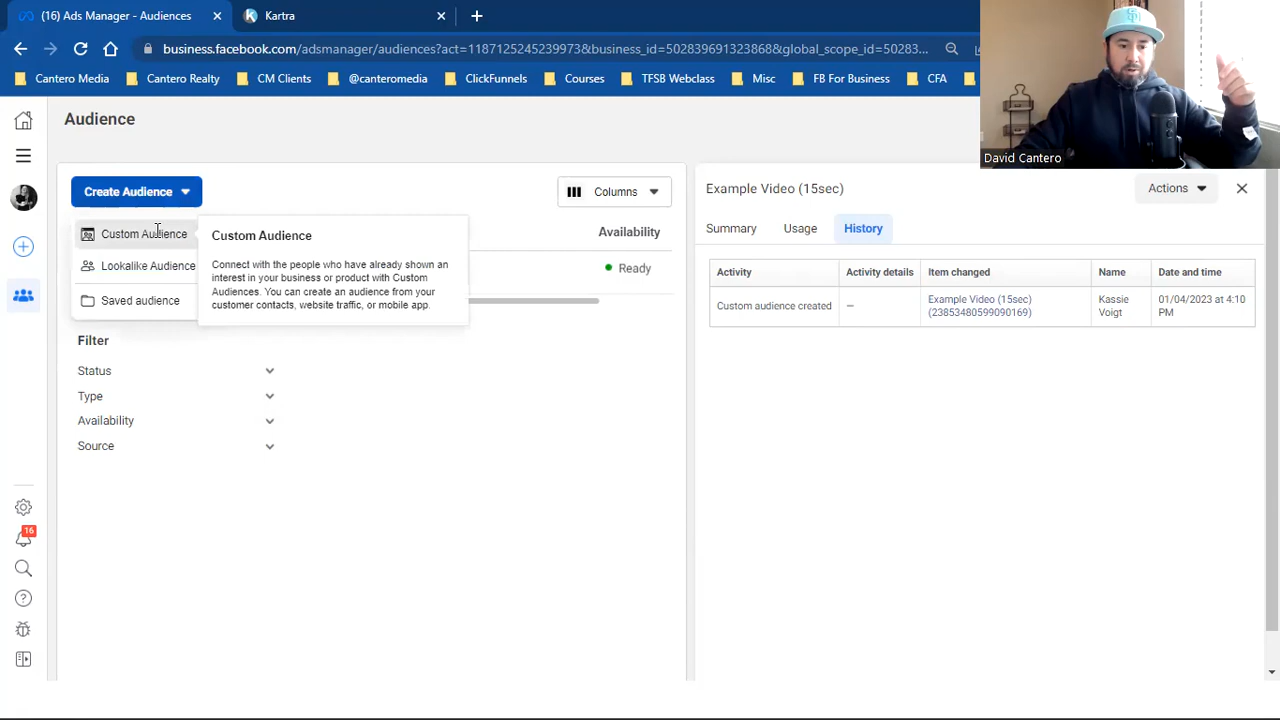 (16) Ads Manager - Audiences
Kartra
business.facebook.com/adsmanager/audiences?act=1187125245239973&business_id=502839691323868&global_scope_id=50283...
Cantero Media
Cantero Realty
CM Clients
@canteromedia
ClickFunnels
Courses
TFSB Webclass
Misc
FB For Business
CFA
David Cantero
Audience
Create Audience
Columns
Custom Audience
Lookalike Audience
Saved audience
Custom Audience
Connect with the people who have already shown an
interest in your business or product with Custom
Audiences. You can create an audience from your
customer contacts, website traffic, or mobile app.
Availability
Ready
Filter
Status
Type
Availability
Source
16
Example Video (15sec)
Actions
Summary
Usage
History
Activity
Activity details
Item changed
Name
Date and time
Custom audience created
—
Example Video (15sec)
(23853480599090169)
Kassie
Voigt
01/04/2023 at 4:10
PM